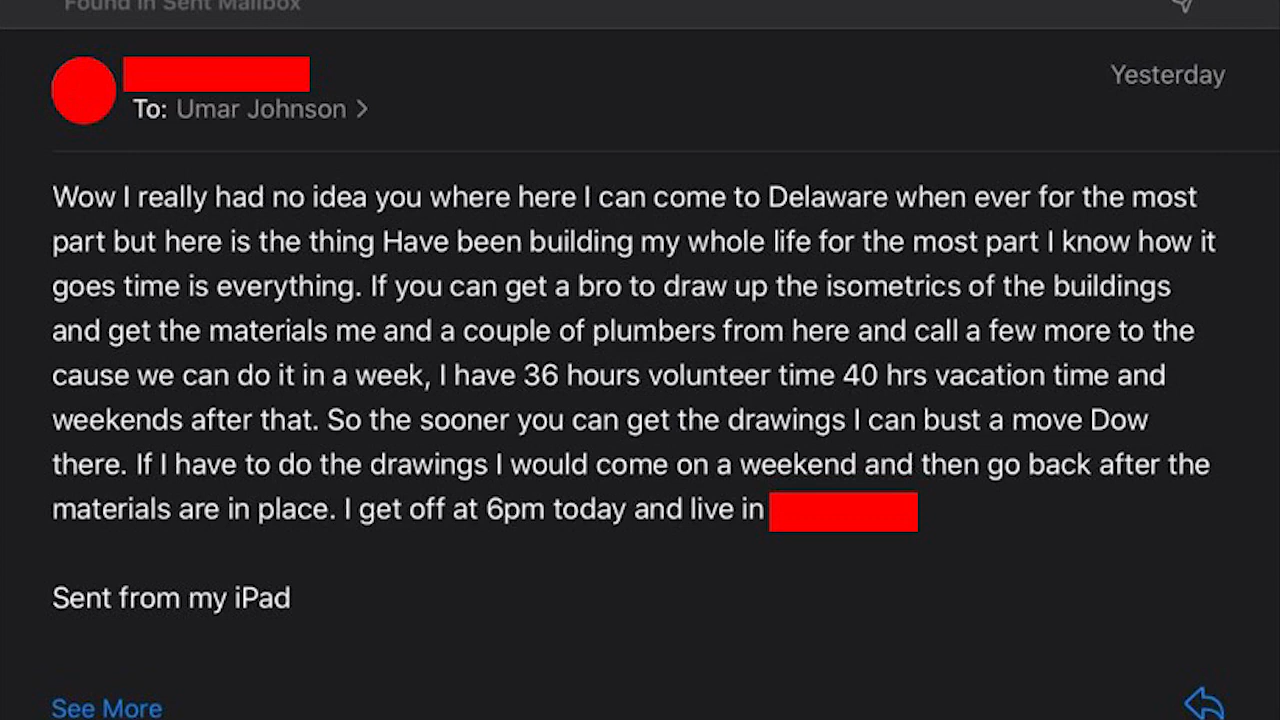 Found in Sent Mailbox
Yesterday
To: Umar Johnson >
Wow I really had no idea you where here I can come to Delaware when ever for the most
part but here is the thing Have been building my whole life for the most part I know how it
goes time is everything. If you can get a bro to draw up the isometrics of the buildings
and get the materials me and a couple of plumbers from here and call a few more to the
cause we can do it in a week, I have 36 hours volunteer time 40 hrs vacation time and
weekends after that. So the sooner you can get the drawings I can bust a move Dow
there. If I have to do the drawings I would come on a weekend and then go back after the
materials are in place. I get off at 6pm today and live in
Sent from my iPad
See More